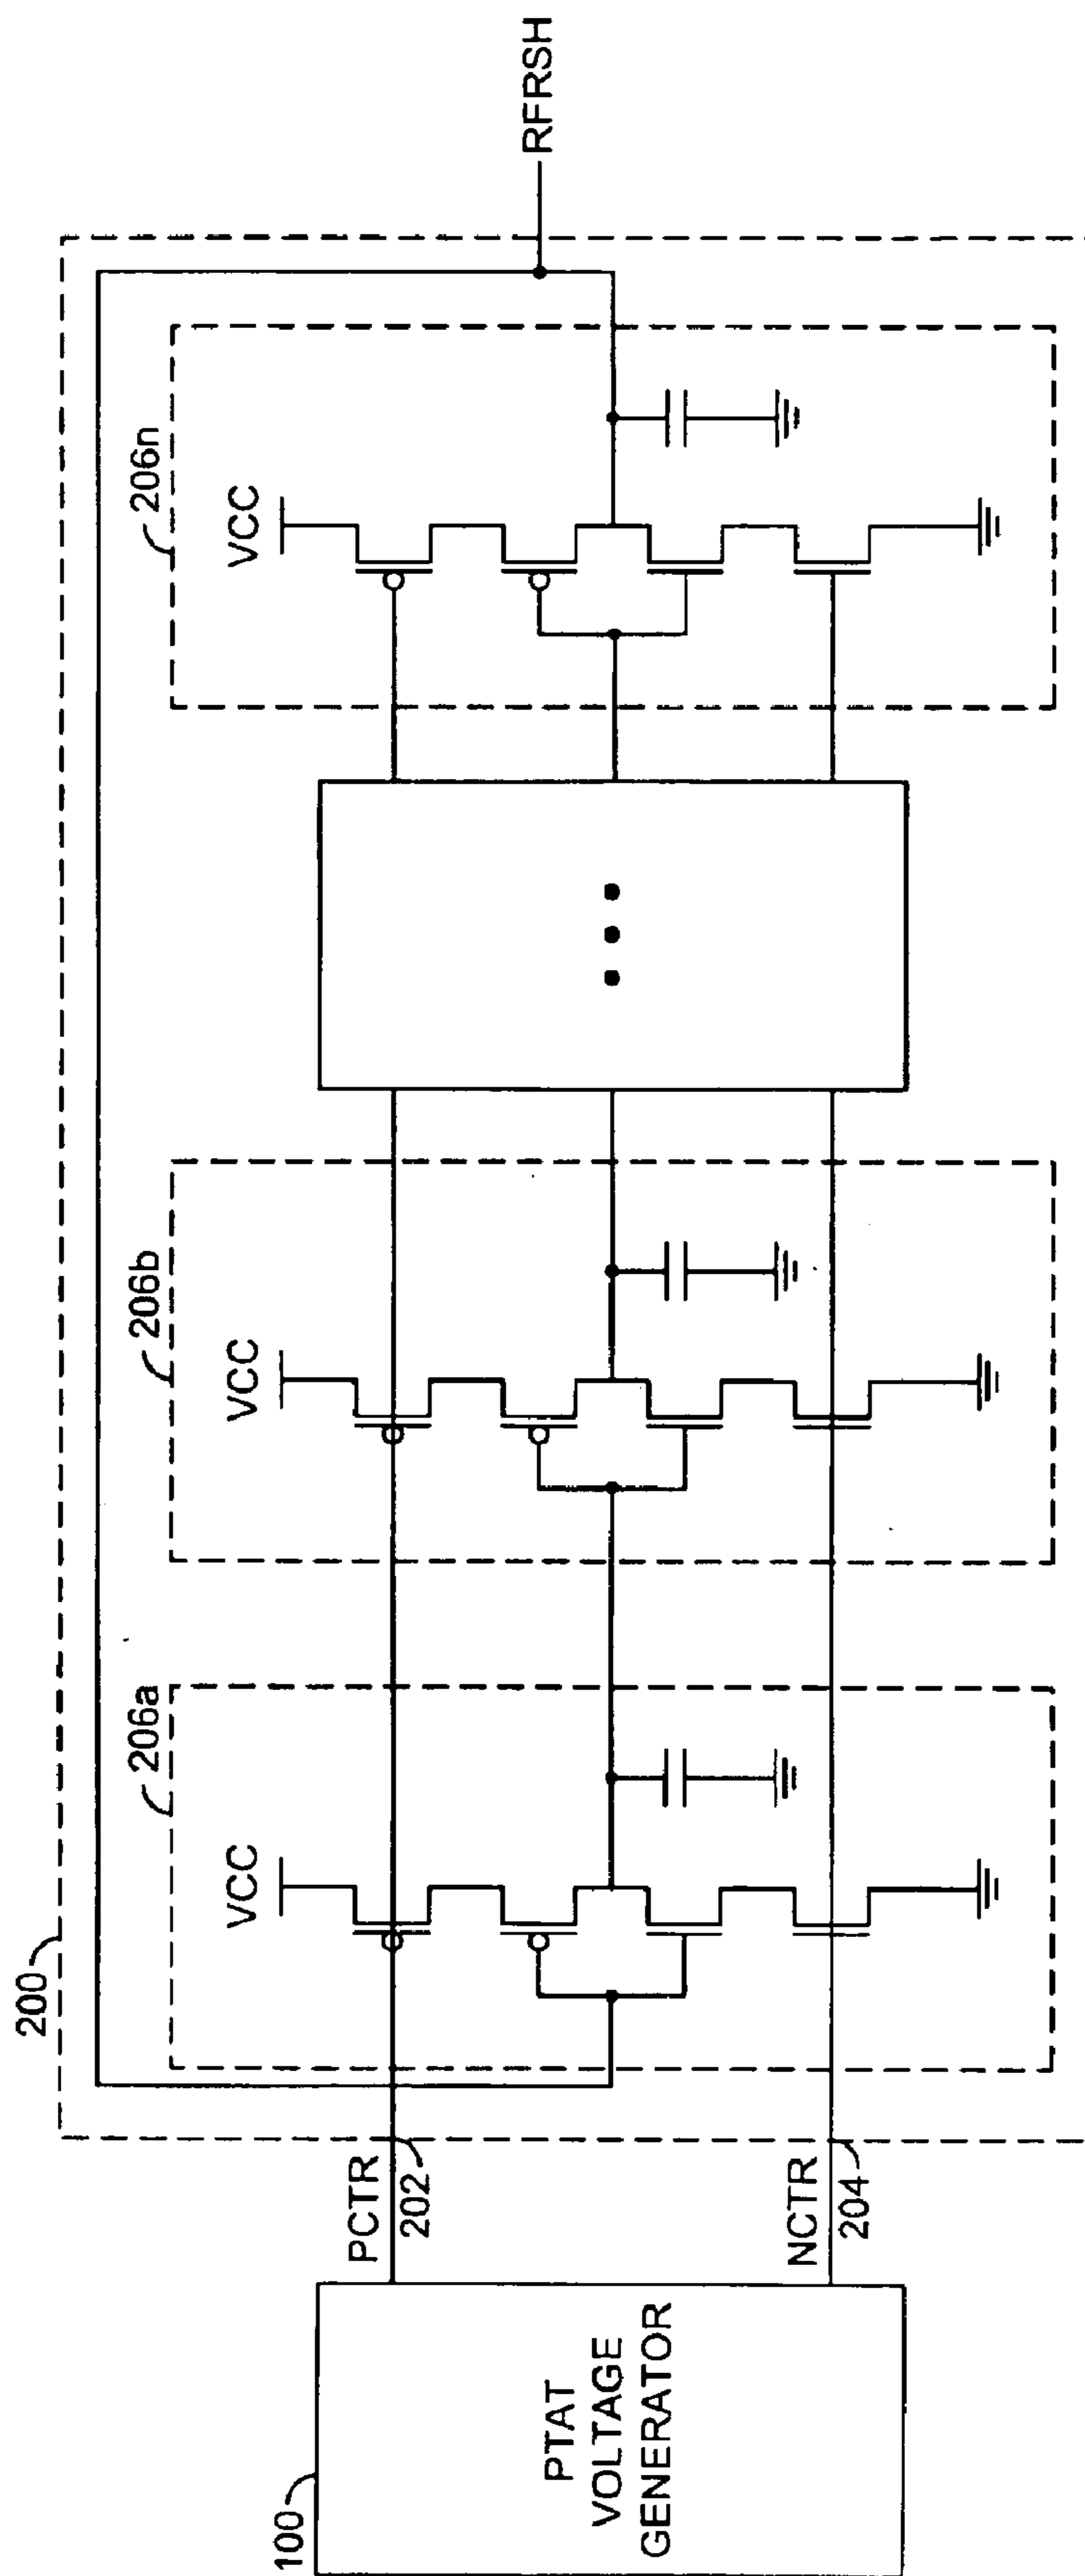 200
206a
206b
206n
VCC
VCC
VCC
RFRSH
PCTR
202
NCTR
204
100
PTAT
VOLTAGE
GENERATOR